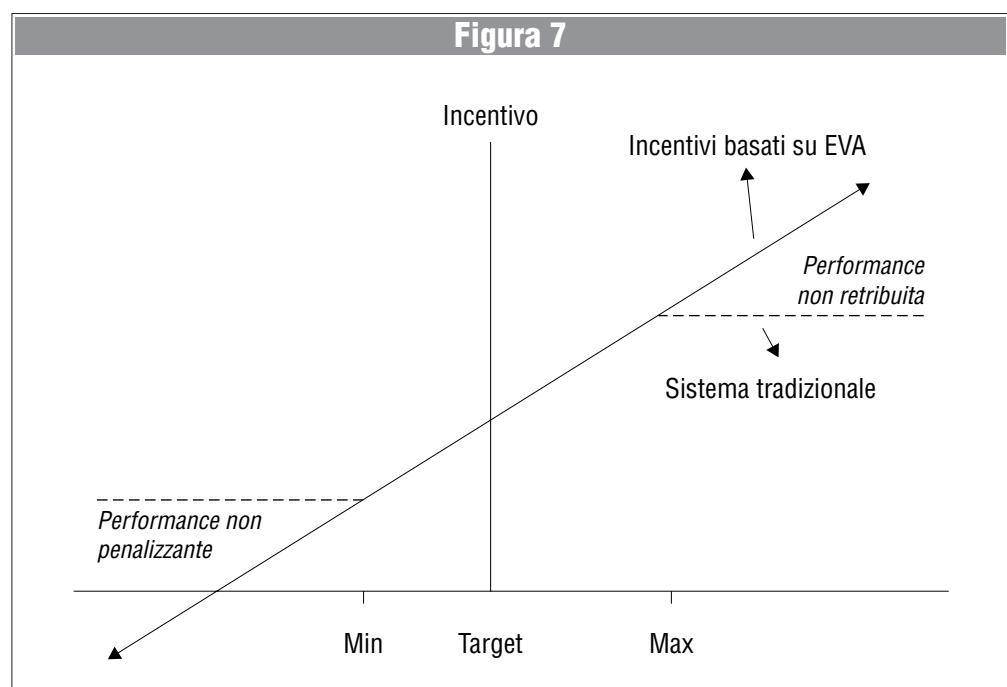 Figura 7
Incentivo
Incentivi basati su EVA
Performance
non retribuita
Sistema tradizionale
Performance non
penalizzante
Min
Target
Max